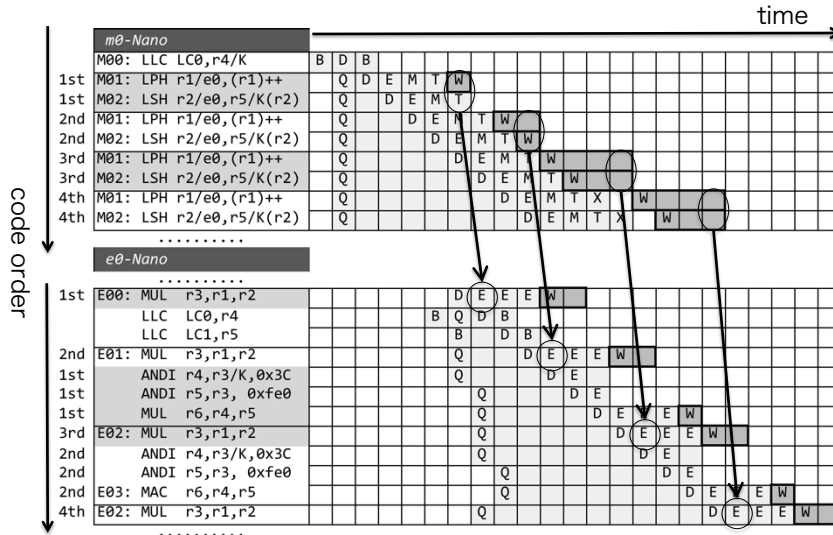 time
m0-Nano
M00: LLC LC0,r4/K B D B
1st M01: LPH r1/e0,(r1)++ Q D E M T W
1st M02: LSH r2/e0,r5/K(r2) Q D E M T
2nd M01: LPH r1/e0,(r1)++ Q D E M T W
2nd M02: LSH r2/e0,r5/K(r2) Q D E M T W
3rd M01: LPH r1/e0,(r1)++ Q D E M T W
3rd M02: LSH r2/e0,r5/K(r2) Q D E M T W
4th M01: LPH r1/e0,(r1)++ Q D E M T X W
4th M02: LSH r2/e0,r5/K(r2) Q D E M T X W
..........
code order
e0-Nano
..........
1st E00: MUL r3,r1,r2 D E E E W
LLC LC0,r4 B Q D B
LLC LC1,r5 B D B
2nd E01: MUL r3,r1,r2 Q D E E E W
1st ANDI r4,r3/K,0x3C Q D E
1st ANDI r5,r3, 0xfe0 Q D E
1st MUL r6,r4,r5 Q D E E W
3rd E02: MUL r3,r1,r2 Q D E E E W
2nd ANDI r4,r3/K,0x3C Q D E
2nd ANDI r5,r3, 0xfe0 Q D E
2nd E03: MAC r6,r4,r5 Q D E E W
4th E02: MUL r3,r1,r2 Q D E E E W
..........